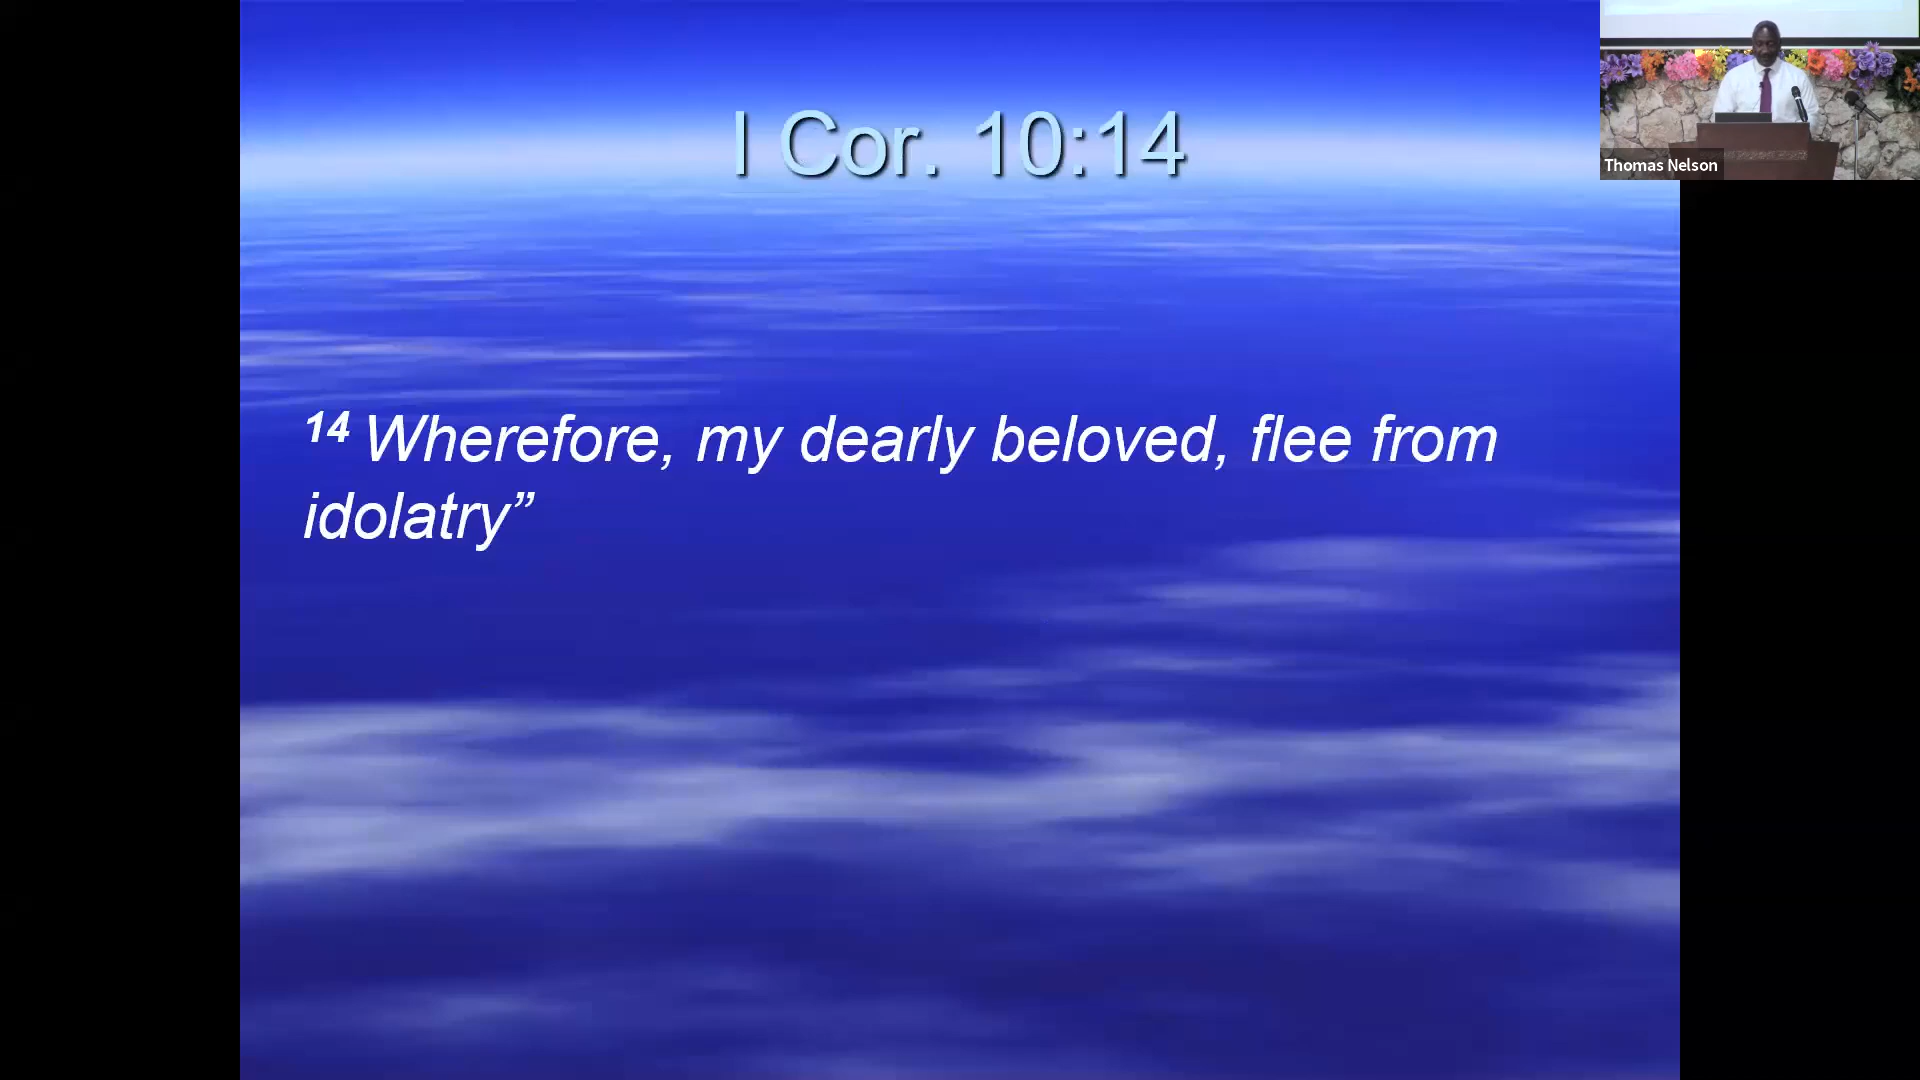 I Cor. 10:14
Thomas Nelson
14 Wherefore, my dearly beloved, flee from
idolatry”